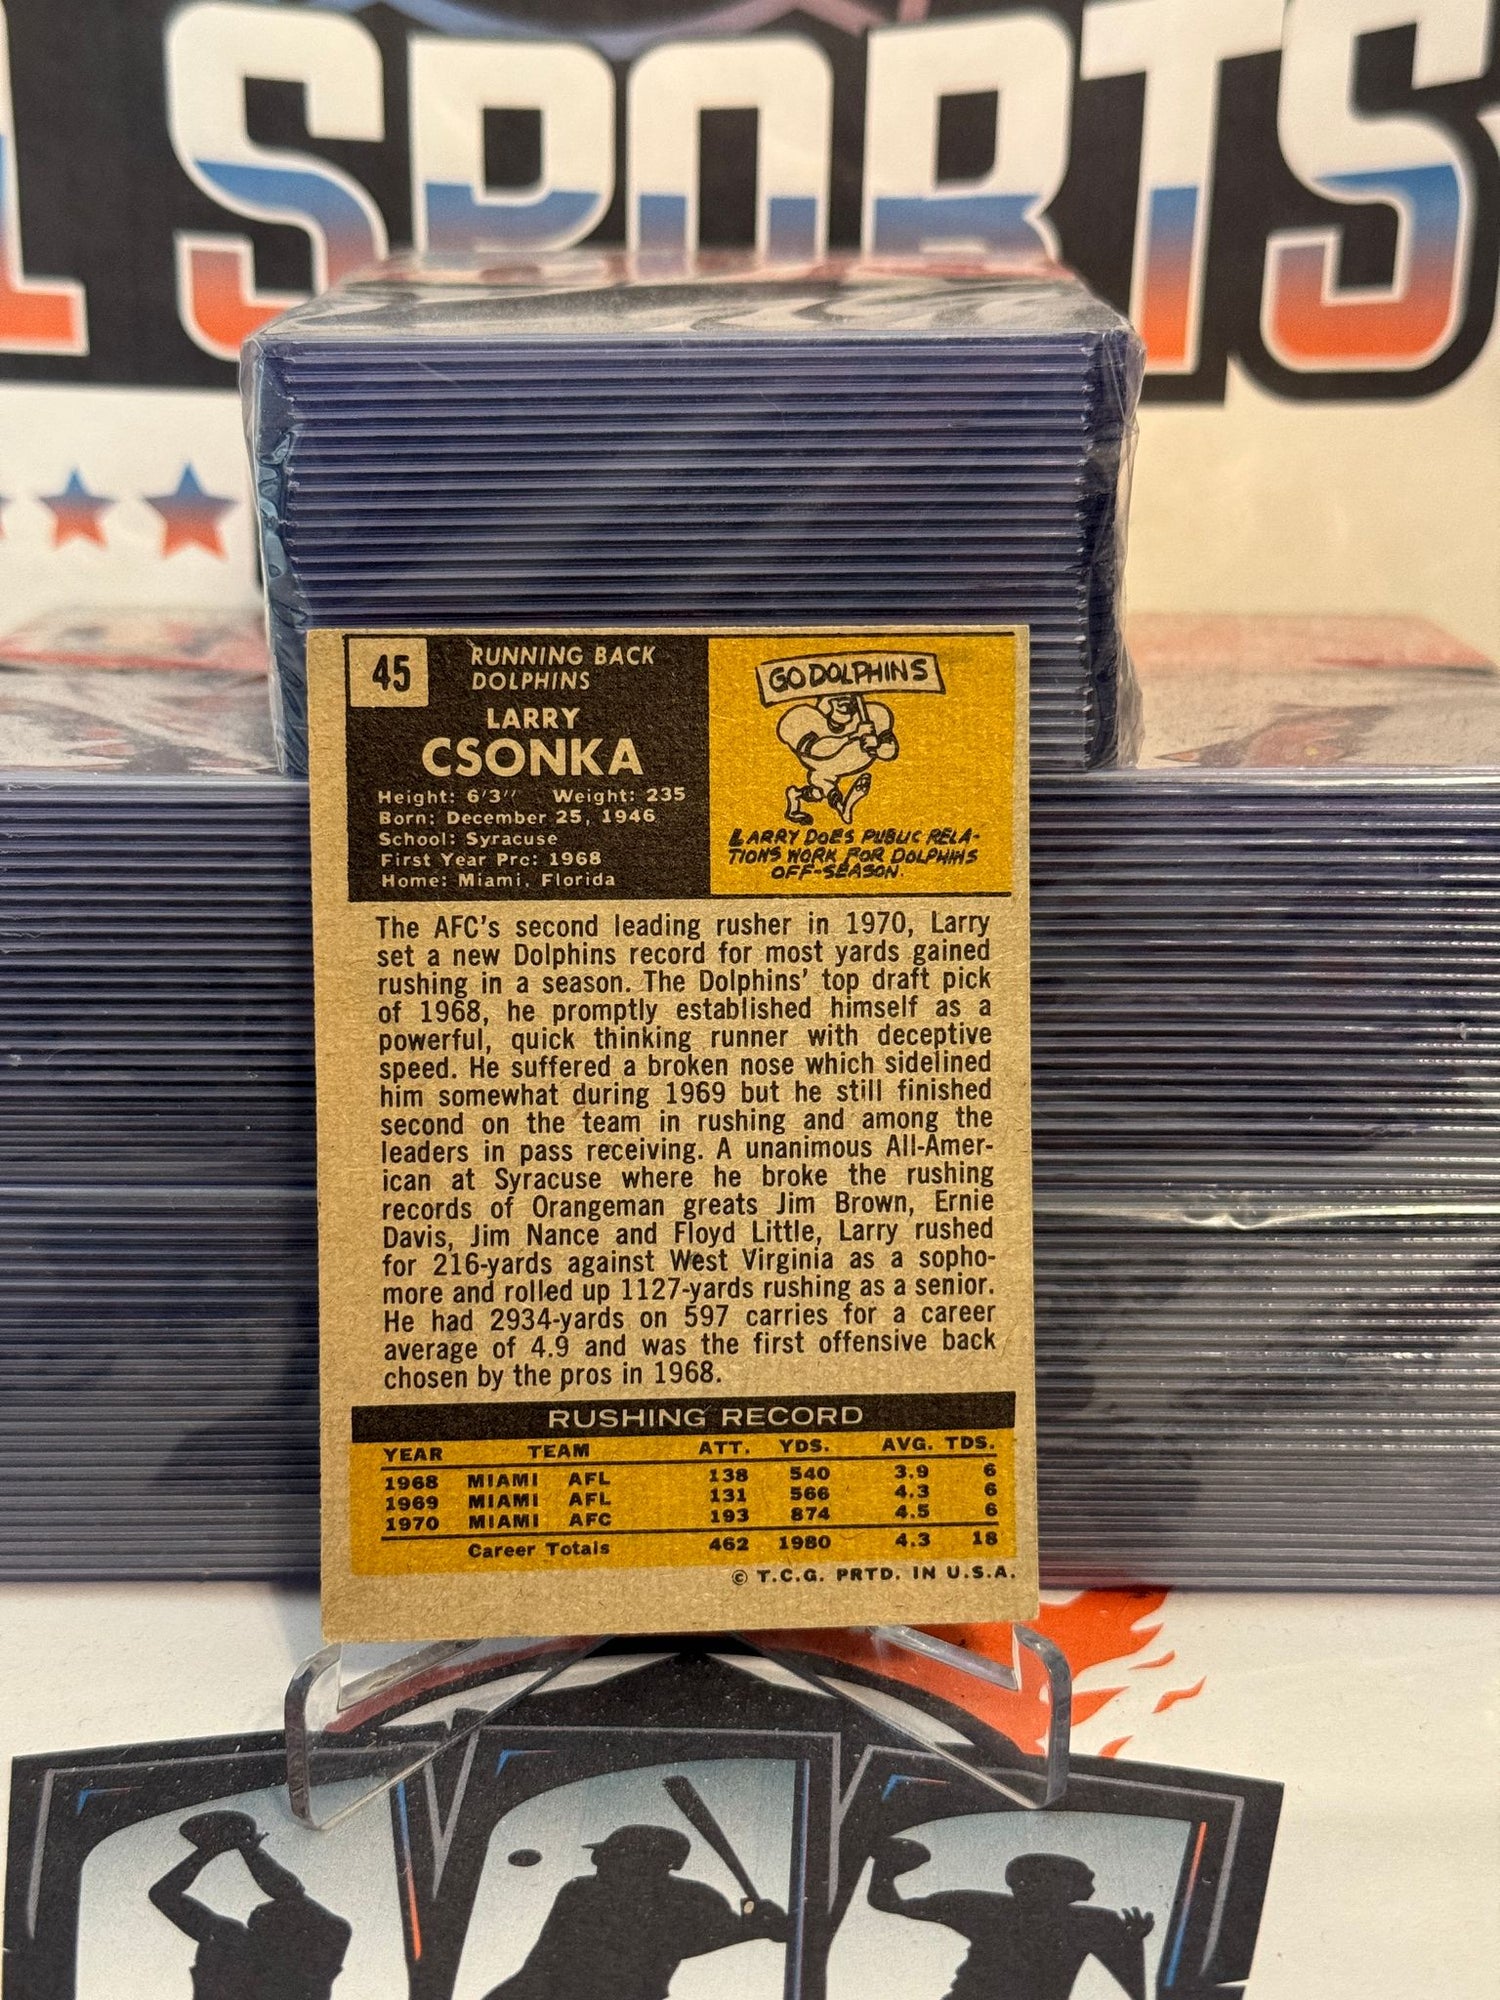 SPORTS
45
RUNNING BACK
DOLPHINS
LARRY
CSONKA
Height: 6'3'' Weight: 235
Born: December 25, 1946
School: Syracuse
First Year Pro: 1968
Home: Miami, Florida
GO DOLPHINS
LARRY DOES PUBLIC RELA-
TIONS WORK FOR DOLPHINS
OFF-SEASON.
The AFC's second leading rusher in 1970, Larry
set a new Dolphins record for most yards gained
rushing in a season. The Dolphins' top draft pick
of 1968, he promptly established himself as a
powerful, quick thinking runner with deceptive
speed. He suffered a broken nose which sidelined
him somewhat during 1969 but he still finished
second on the team in rushing and among the
leaders in pass receiving. A unanimous All-Amer-
ican at Syracuse where he broke the rushing
records of Orangeman greats Jim Brown, Ernie
Davis, Jim Nance and Floyd Little, Larry rushed
for 216-yards against West Virginia as a sopho-
more and rolled up 1127-yards rushing as a senior.
He had 2934-yards on 597 carries for a career
average of 4.9 and was the first offensive back
chosen by the pros in 1968.
RUSHING RECORD
YEAR TEAM ATT. YDS. AVG. TDS.
1968 MIAMI AFL 138 540 3.9 6
1969 MIAMI AFL 131 566 4.3 6
1970 MIAMI AFC 193 874 4.5 6
Career Totals 462 1980 4.3 18
© T.C.G. PRTD. IN U.S.A.